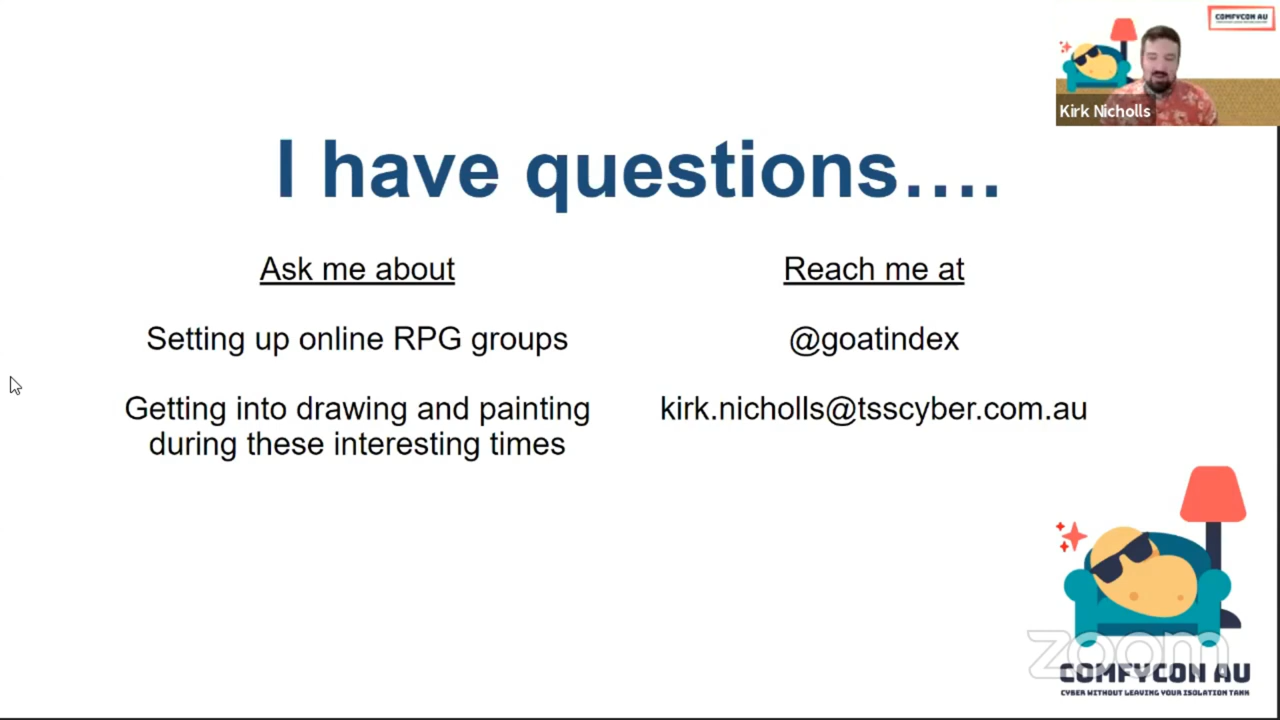 COMFYCON AU
Kirk Nicholls
I have questions....
Ask me about
Setting up online RPG groups
Getting into drawing and painting
during these interesting times
Reach me at
@goatindex
kirk.nicholls@tsscyber.com.au
zoom
COMFYCON AU
CYBER WITHOUT LEAVING YOUR ISOLATION TANK